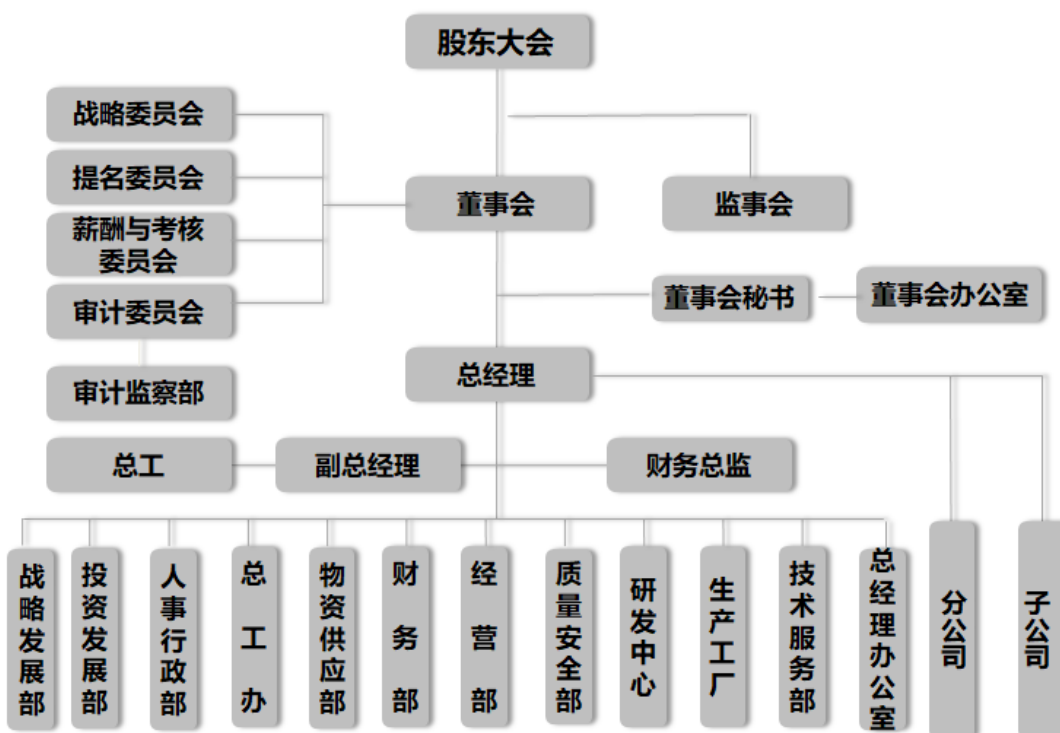 股东大会
战略委员会
提名委员会
董事会
监事会
薪酬与考核
委员会
董事会秘书
董事会办公室
审计委员会
总经理
审计监察部
总工
副总经理
财务总监
战略发展部
投资发展部
人事行政部
总工办
物资供应部
财务部
经营部
质量安全部
研发中心
生产工厂
技术服务部
总经理办公室
分公司
子公司